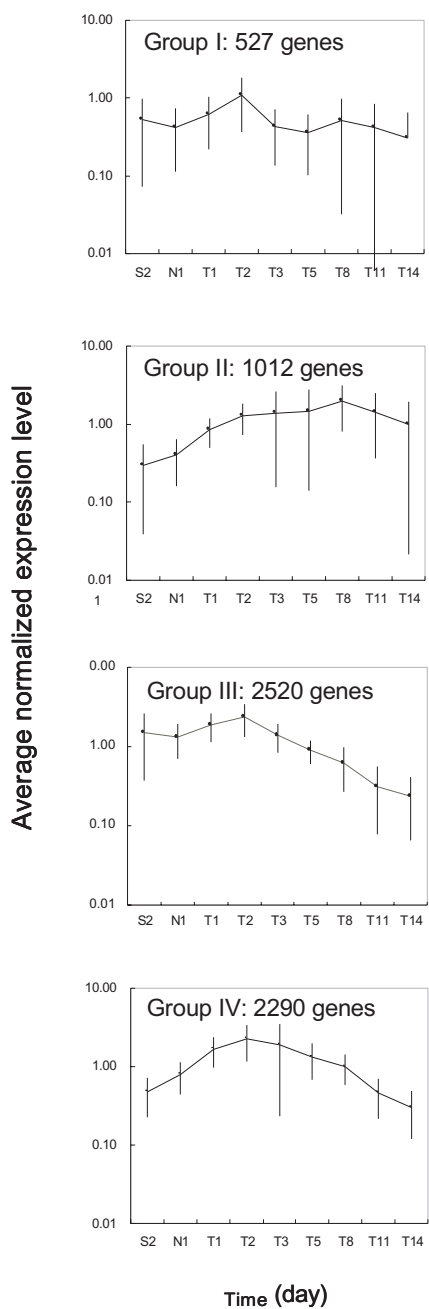 Average normalized expression level
Group I: 527 genes
10.00
1.00
0.10
0.01
S2 N1 T1 T2 T3 T5 T8 T11 T14
Group II: 1012 genes
10.00
1.00
0.10
0.01
1
S2 N1 T1 T2 T3 T5 T8 T11 T14
Group III: 2520 genes
0.00
1.00
0.10
0.01
S2 N1 T1 T2 T3 T5 T8 T11 T14
Group IV: 2290 genes
10.00
1.00
0.10
0.01
S2 N1 T1 T2 T3 T5 T8 T11 T14
Time (day)